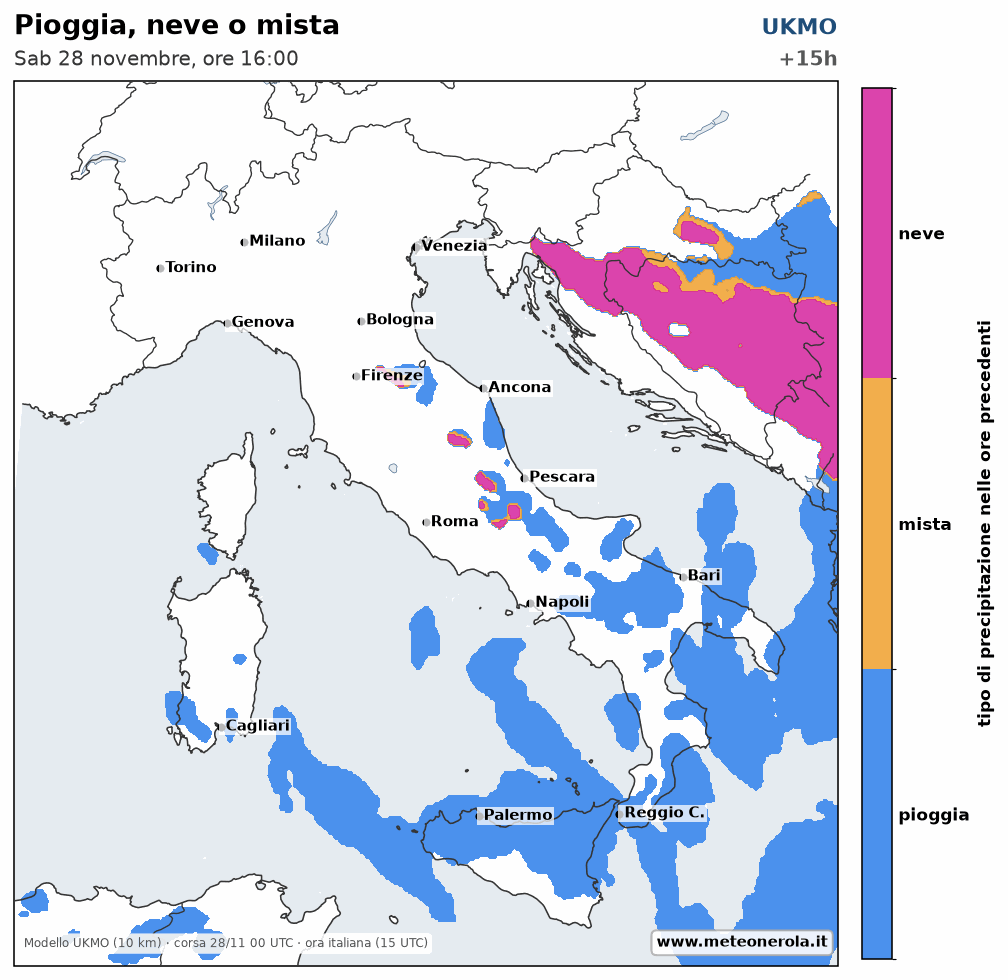 Pioggia, neve o mista
UKMO
Sab 28 novembre, ore 16:00
+15h
neve
Milano
Venezia
Torino
Genova
Bologna
Firenze
Ancona
Pescara
Roma
mista
Bari
Napoli
Cagliari
Palermo
Reggio C.
pioggia
tipo di precipitazione nelle ore precedenti
Modello UKMO (10 km) · corsa 28/11 00 UTC · ora italiana (15 UTC)
www.meteonerola.it